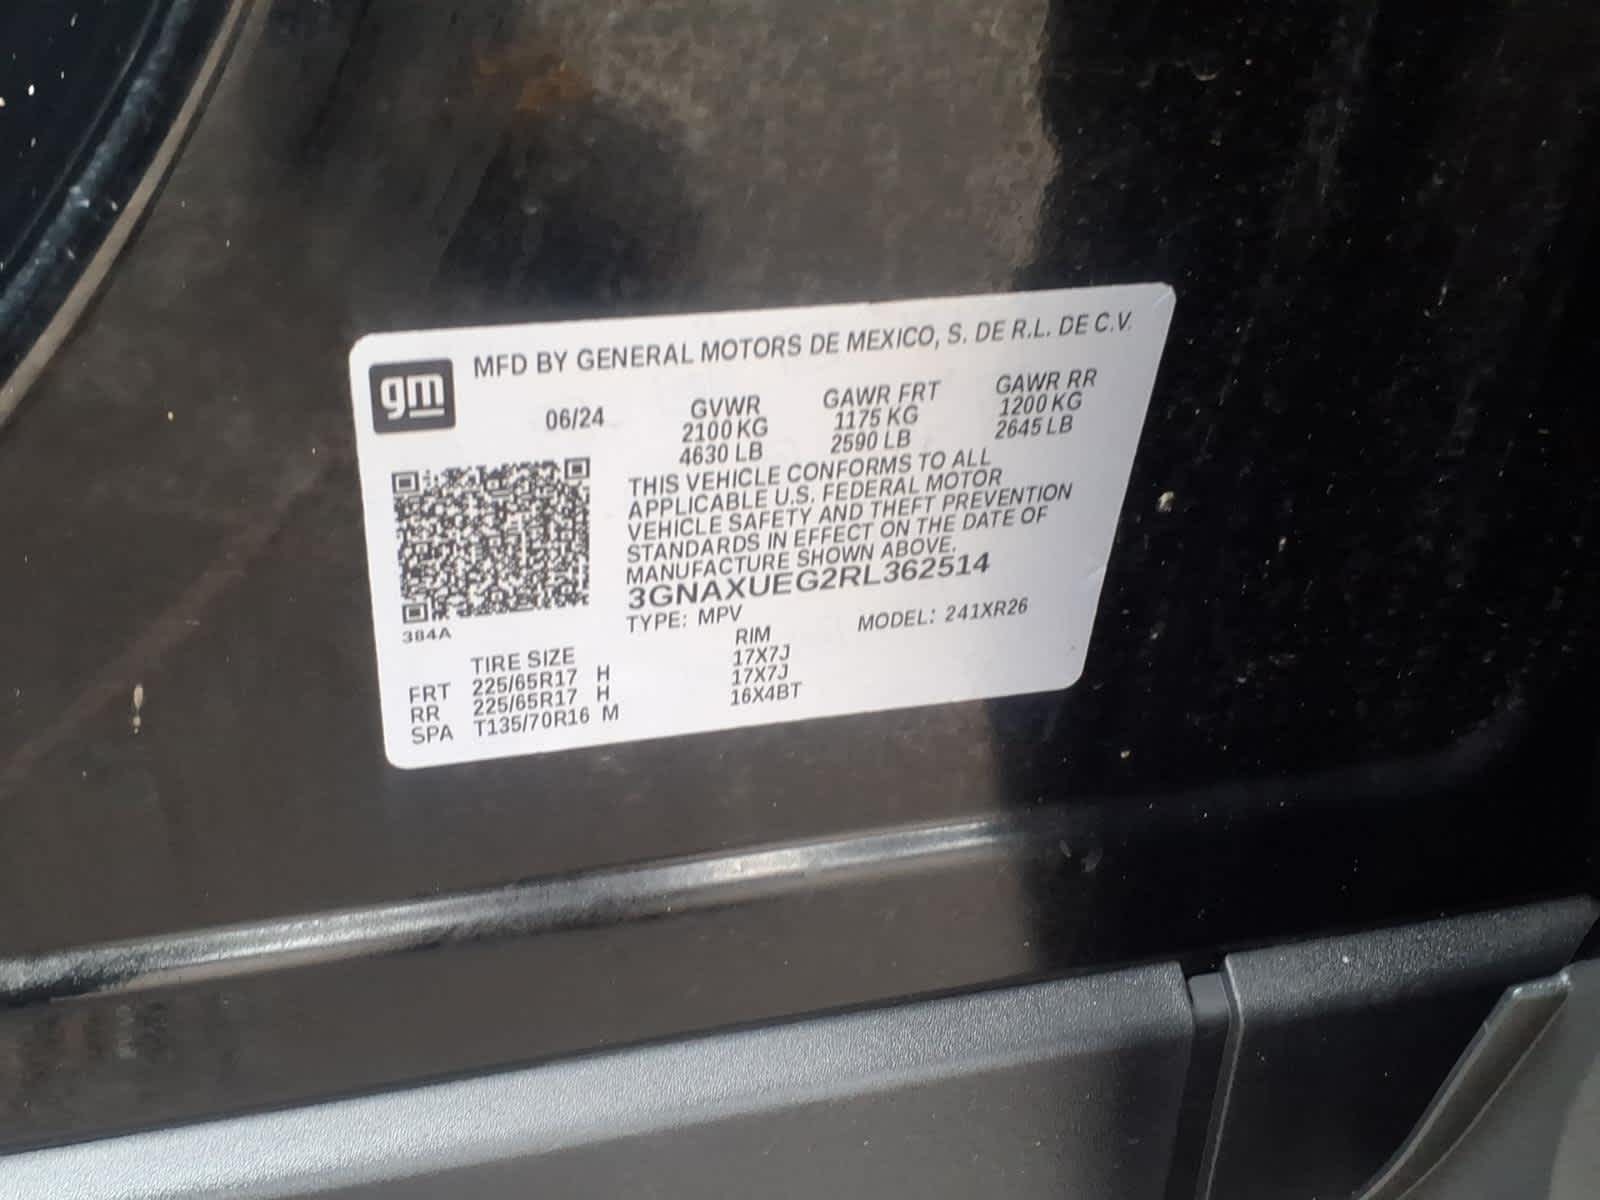 gm
MFD BY GENERAL MOTORS DE MEXICO, S. DE R.L. DE C.V.
06/24
GVWR GAWR FRT GAWR RR
2100 KG 1175 KG 1200 KG
4630 LB 2590 LB 2645 LB
THIS VEHICLE CONFORMS TO ALL
APPLICABLE U.S. FEDERAL MOTOR
VEHICLE SAFETY AND THEFT PREVENTION
STANDARDS IN EFFECT ON THE DATE OF
MANUFACTURE SHOWN ABOVE.
3GNAXUEG2RL362514
TYPE: MPV MODEL: 241XR26
384A
TIRE SIZE RIM
FRT 225/65R17 H 17X7J
RR 225/65R17 H 17X7J
SPA T135/70R16 M 16X4BT